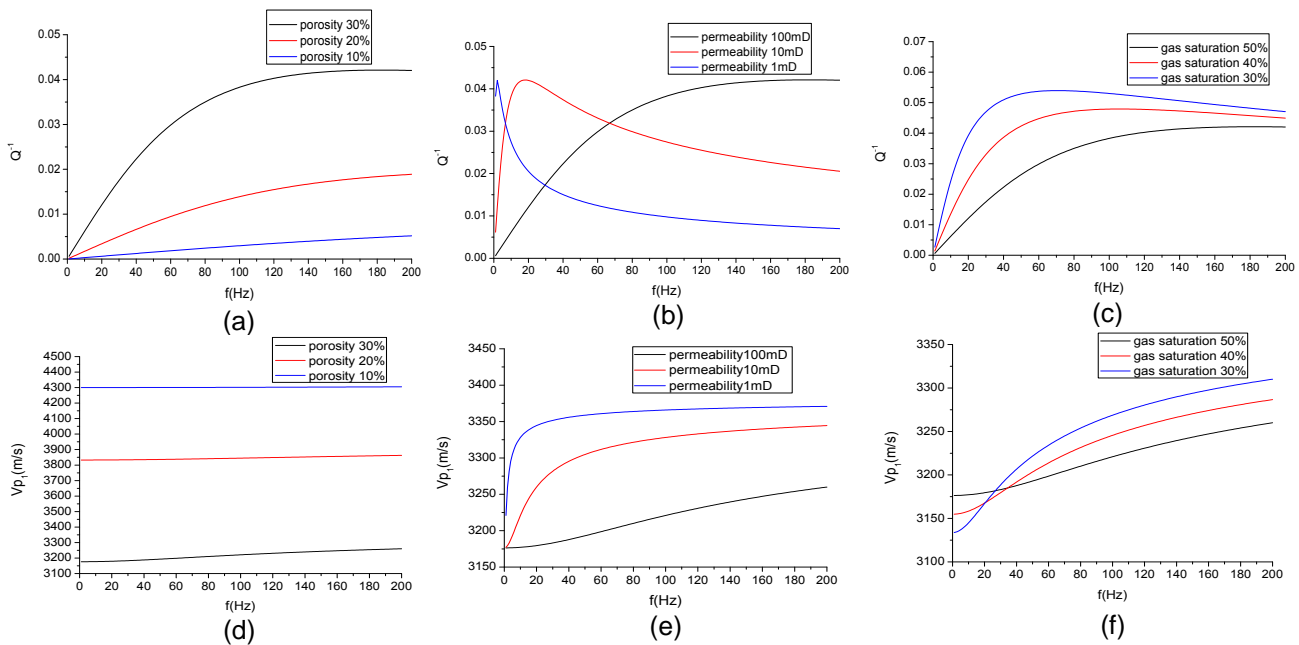 porosity 30%
porosity 20%
porosity 10%
0.05
0.04
0.03
0.02
0.01
0.00
Q⁻¹
0 20 40 60 80 100 120 140 160 180 200
f(Hz)
(a)
permeability 100mD
permeability 10mD
permeability 1mD
0.05
0.04
0.03
0.02
0.01
0.00
Q⁻¹
0 20 40 60 80 100 120 140 160 180 200
f(Hz)
(b)
gas saturation 50%
gas saturation 40%
gas saturation 30%
0.07
0.06
0.05
0.04
0.03
0.02
0.01
0.00
Q⁻¹
0 20 40 60 80 100 120 140 160 180 200
f(Hz)
(c)
porosity 30%
porosity 20%
porosity 10%
4500
4400
4300
4200
4100
4000
3900
3800
3700
3600
3500
3400
3300
3200
3100
Vp₁(m/s)
0 20 40 60 80 100 120 140 160 180 200
f(Hz)
(d)
permeability100mD
permeability10mD
permeability1mD
3450
3400
3350
3300
3250
3200
3150
Vp₁(m/s)
0 20 40 60 80 100 120 140 160 180 200
f(Hz)
(e)
gas saturation 50%
gas saturation 40%
gas saturation 30%
3350
3300
3250
3200
3150
3100
Vp₁(m/s)
0 20 40 60 80 100 120 140 160 180 200
f(Hz)
(f)